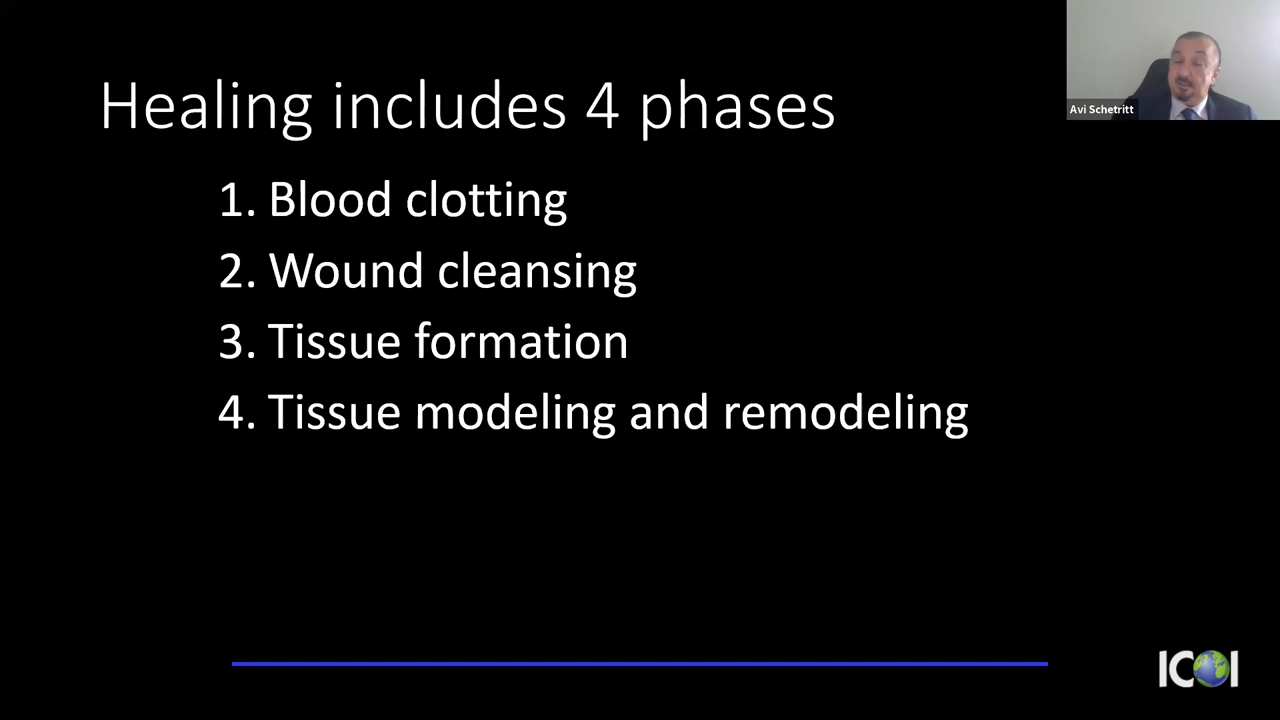 Healing includes 4 phases
1. Blood clotting
2. Wound cleansing
3. Tissue formation
4. Tissue modeling and remodeling
Avi Schetritt
ICOI